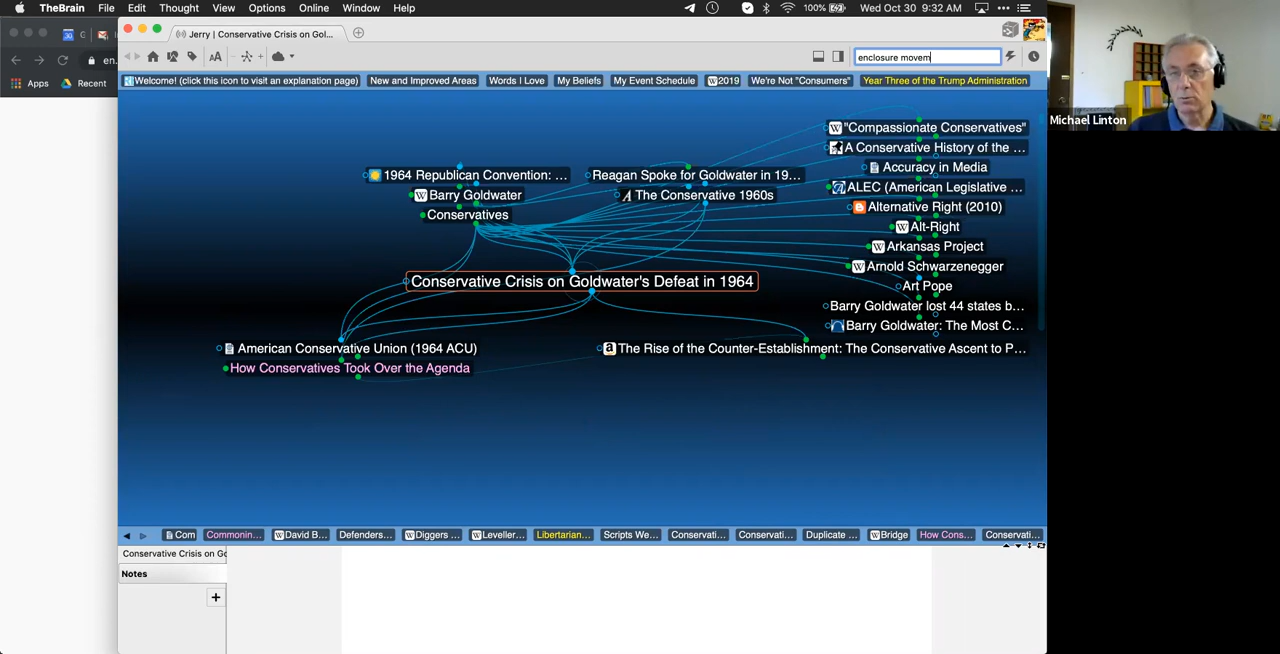 TheBrain File Edit Thought View Options Online Window Help 100% Wed Oct 30 9:32 AM
Jerry | Conservative Crisis on Gol...
en.
AA
enclosure movem
Apps Recent
Welcome! (click this icon to visit an explanation page) New and Improved Areas Words I Love My Beliefs My Event Schedule 2019 We're Not "Consumers" Year Three of the Trump Administration
Michael Linton
"Compassionate Conservatives"
A Conservative History of the ...
Accuracy in Media
1964 Republican Convention: ... Reagan Spoke for Goldwater in 19...
ALEC (American Legislative ...
Barry Goldwater The Conservative 1960s
Alternative Right (2010)
Conservatives
Alt-Right
Arkansas Project
Arnold Schwarzenegger
Conservative Crisis on Goldwater's Defeat in 1964
Art Pope
Barry Goldwater lost 44 states b...
Barry Goldwater: The Most C...
American Conservative Union (1964 ACU) The Rise of the Counter-Establishment: The Conservative Ascent to P...
How Conservatives Took Over the Agenda
Com Commonin... David B... Defenders... Diggers ... Leveller... Libertarian... Scripts We... Conservati... Conservati... Duplicate ... Bridge How Cons... Conservati...
Conservative Crisis on Go
Notes
+